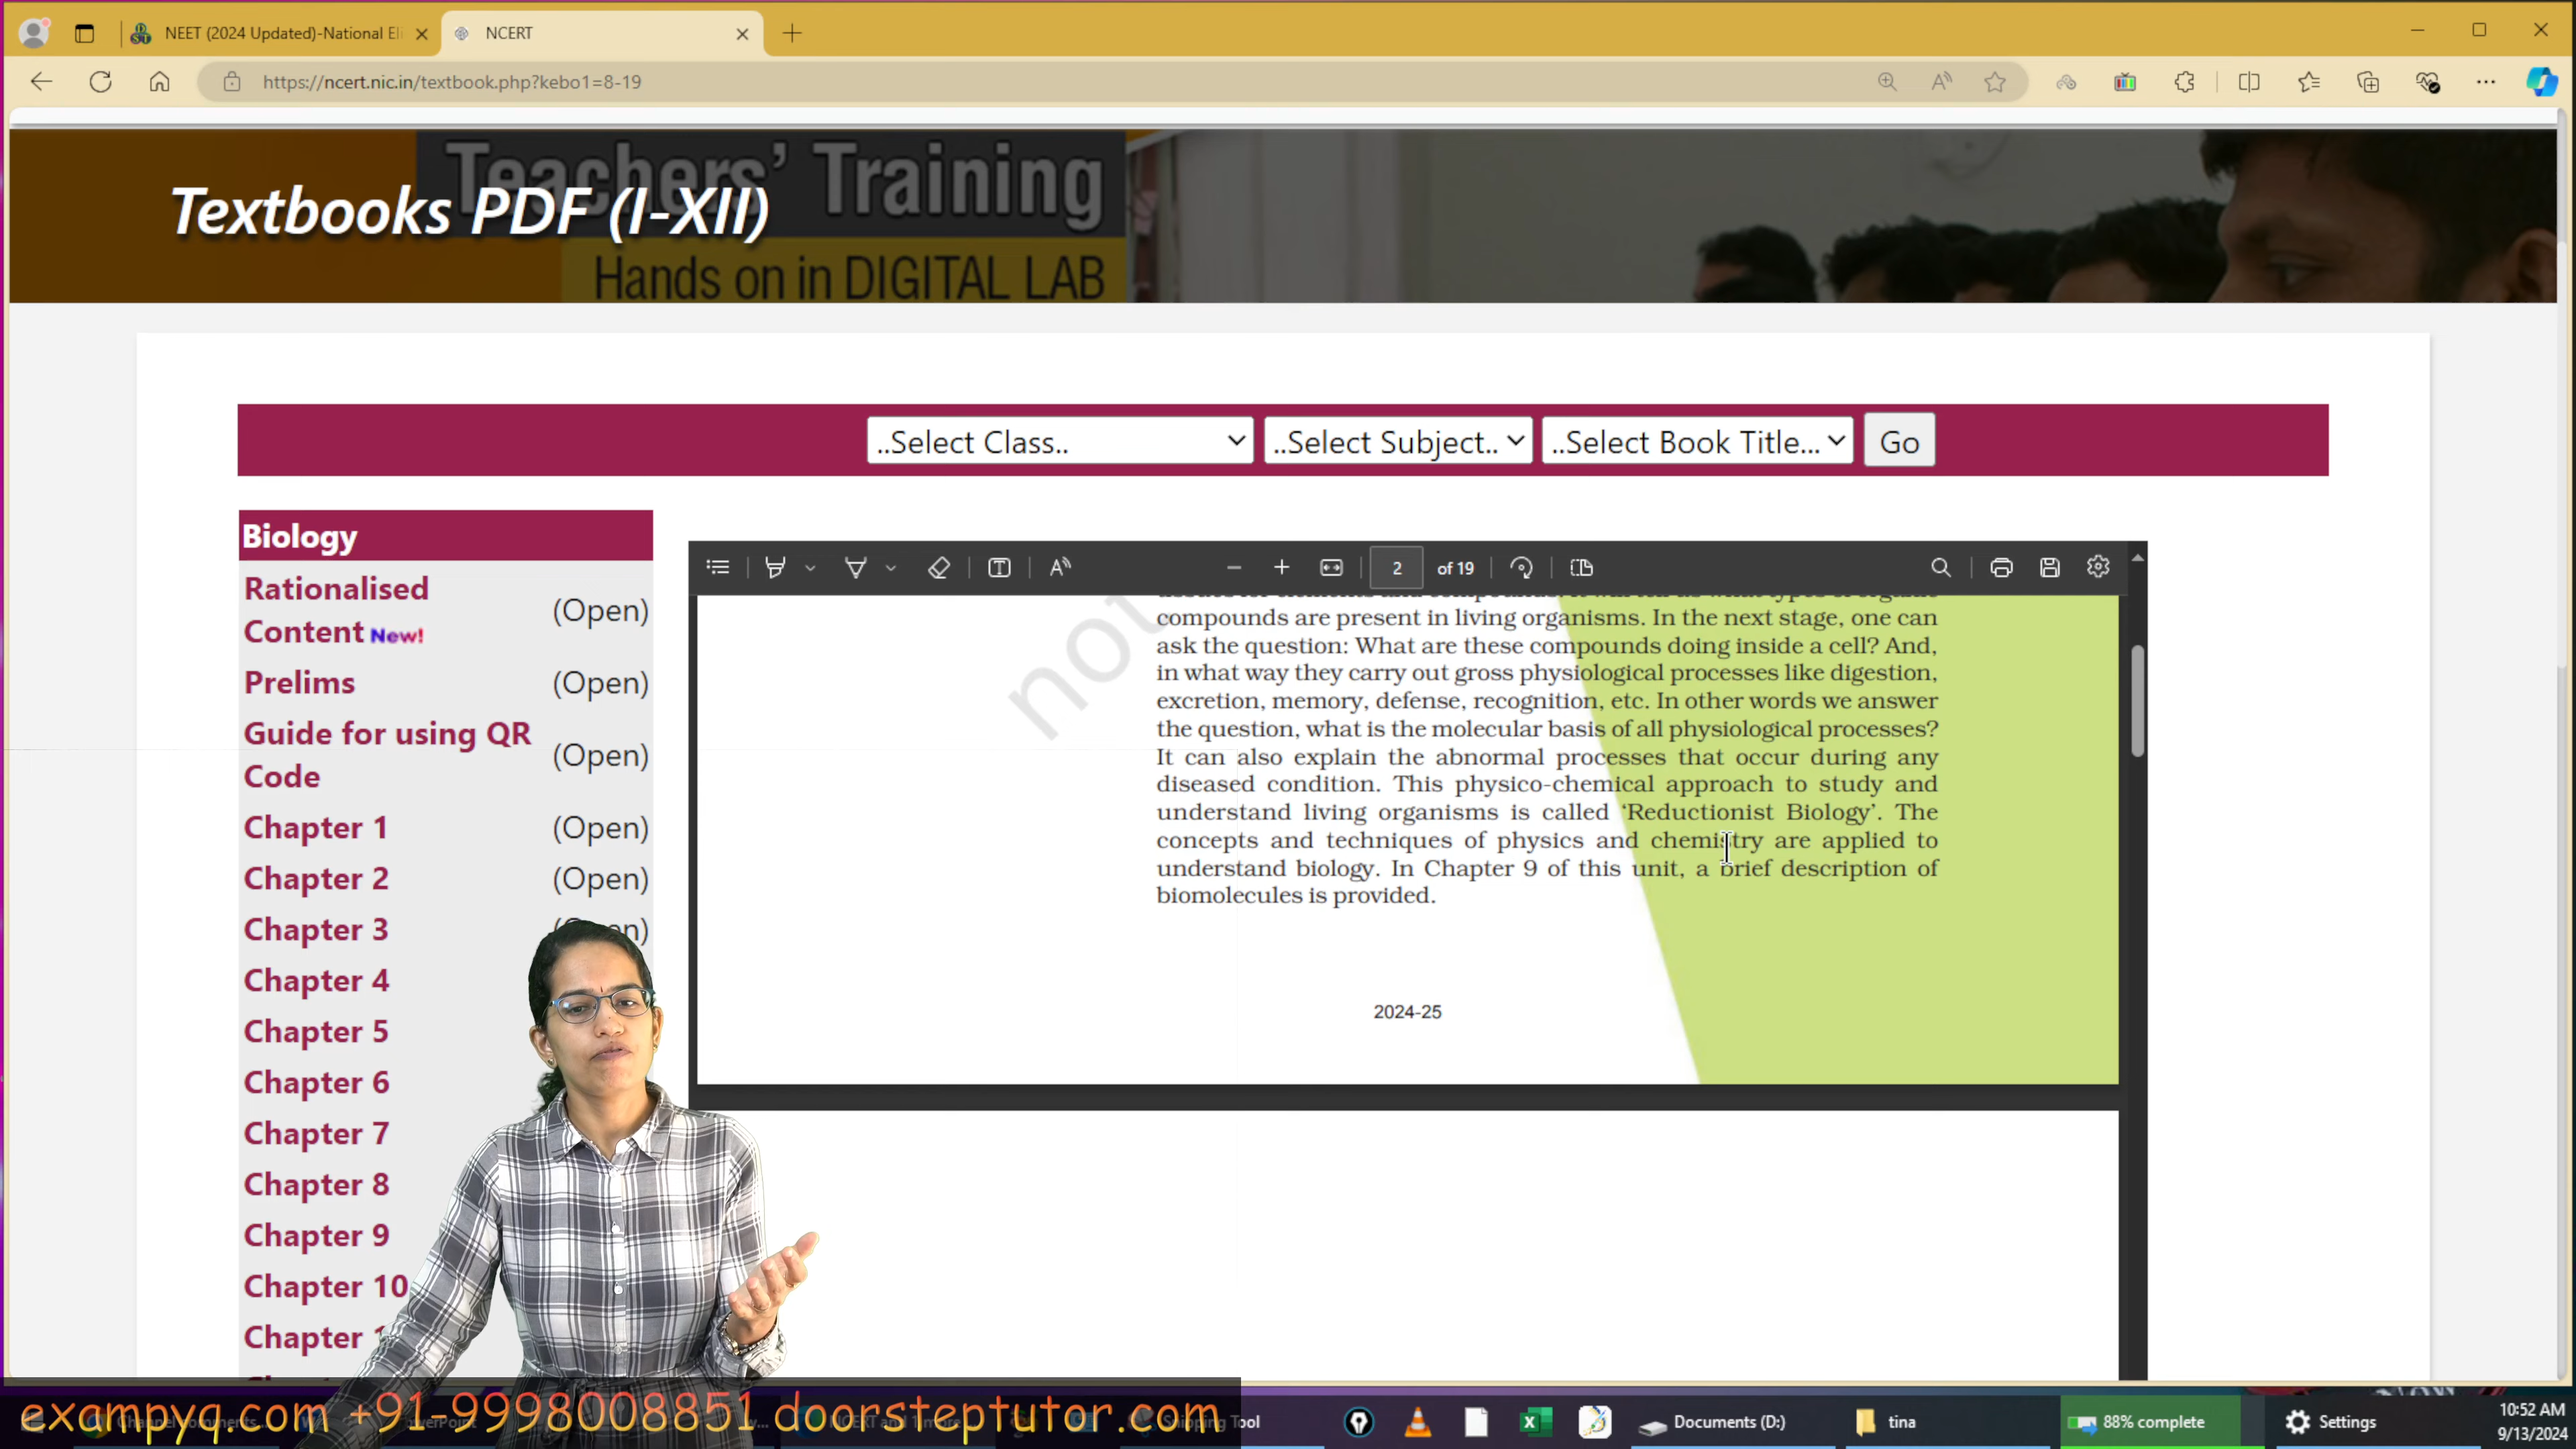 NEET (2024 Updated)-National Eli
NCERT
https://ncert.nic.in/textbook.php?kebo1=8-19
Teachers' Training
Textbooks PDF (I-XII)
Hands on in DIGITAL LAB
..Select Class.. ..Select Subject.. ..Select Book Title... Go
Biology
Rationalised
Content New! (Open)
Prelims (Open)
Guide for using QR
Code (Open)
Chapter 1 (Open)
Chapter 2 (Open)
Chapter 3
Chapter 4
Chapter 5
Chapter 6
Chapter 7
Chapter 8
Chapter 9
Chapter 10
Chapter
2 of 19
not
compounds are present in living organisms. In the next stage, one can
ask the question: What are these compounds doing inside a cell? And,
in what way they carry out gross physiological processes like digestion,
excretion, memory, defense, recognition, etc. In other words we answer
the question, what is the molecular basis of all physiological processes?
It can also explain the abnormal processes that occur during any
diseased condition. This physico-chemical approach to study and
understand living organisms is called 'Reductionist Biology'. The
concepts and techniques of physics and chemistry are applied to
understand biology. In Chapter 9 of this unit, a brief description of
biomolecules is provided.
2024-25
exampyq.com +91-9998008851 doorsteptutor.com
Documents (D:)
tina
88% complete
Settings
10:52 AM
9/13/2024